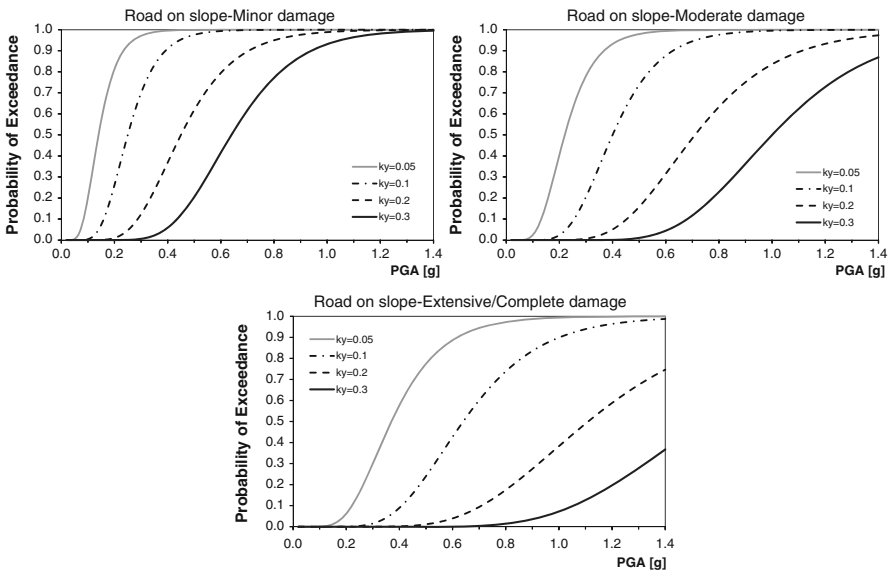 Road on slope-Minor damage
Probability of Exceedance
1.0
0.9
0.8
0.7
0.6
0.5
0.4
0.3
0.2
0.1
0.0
ky=0.05
ky=0.1
ky=0.2
ky=0.3
0.0 0.2 0.4 0.6 0.8 1.0 1.2 1.4
PGA [g]
Road on slope-Moderate damage
Probability of Exceedance
1.0
0.9
0.8
0.7
0.6
0.5
0.4
0.3
0.2
0.1
0.0
ky=0.05
ky=0.1
ky=0.2
ky=0.3
0.0 0.2 0.4 0.6 0.8 1.0 1.2 1.4
PGA [g]
Road on slope-Extensive/Complete damage
Probability of Exceedance
1.0
0.9
0.8
0.7
0.6
0.5
0.4
0.3
0.2
0.1
0.0
ky=0.05
ky=0.1
ky=0.2
ky=0.3
0.0 0.2 0.4 0.6 0.8 1.0 1.2 1.4
PGA [g]